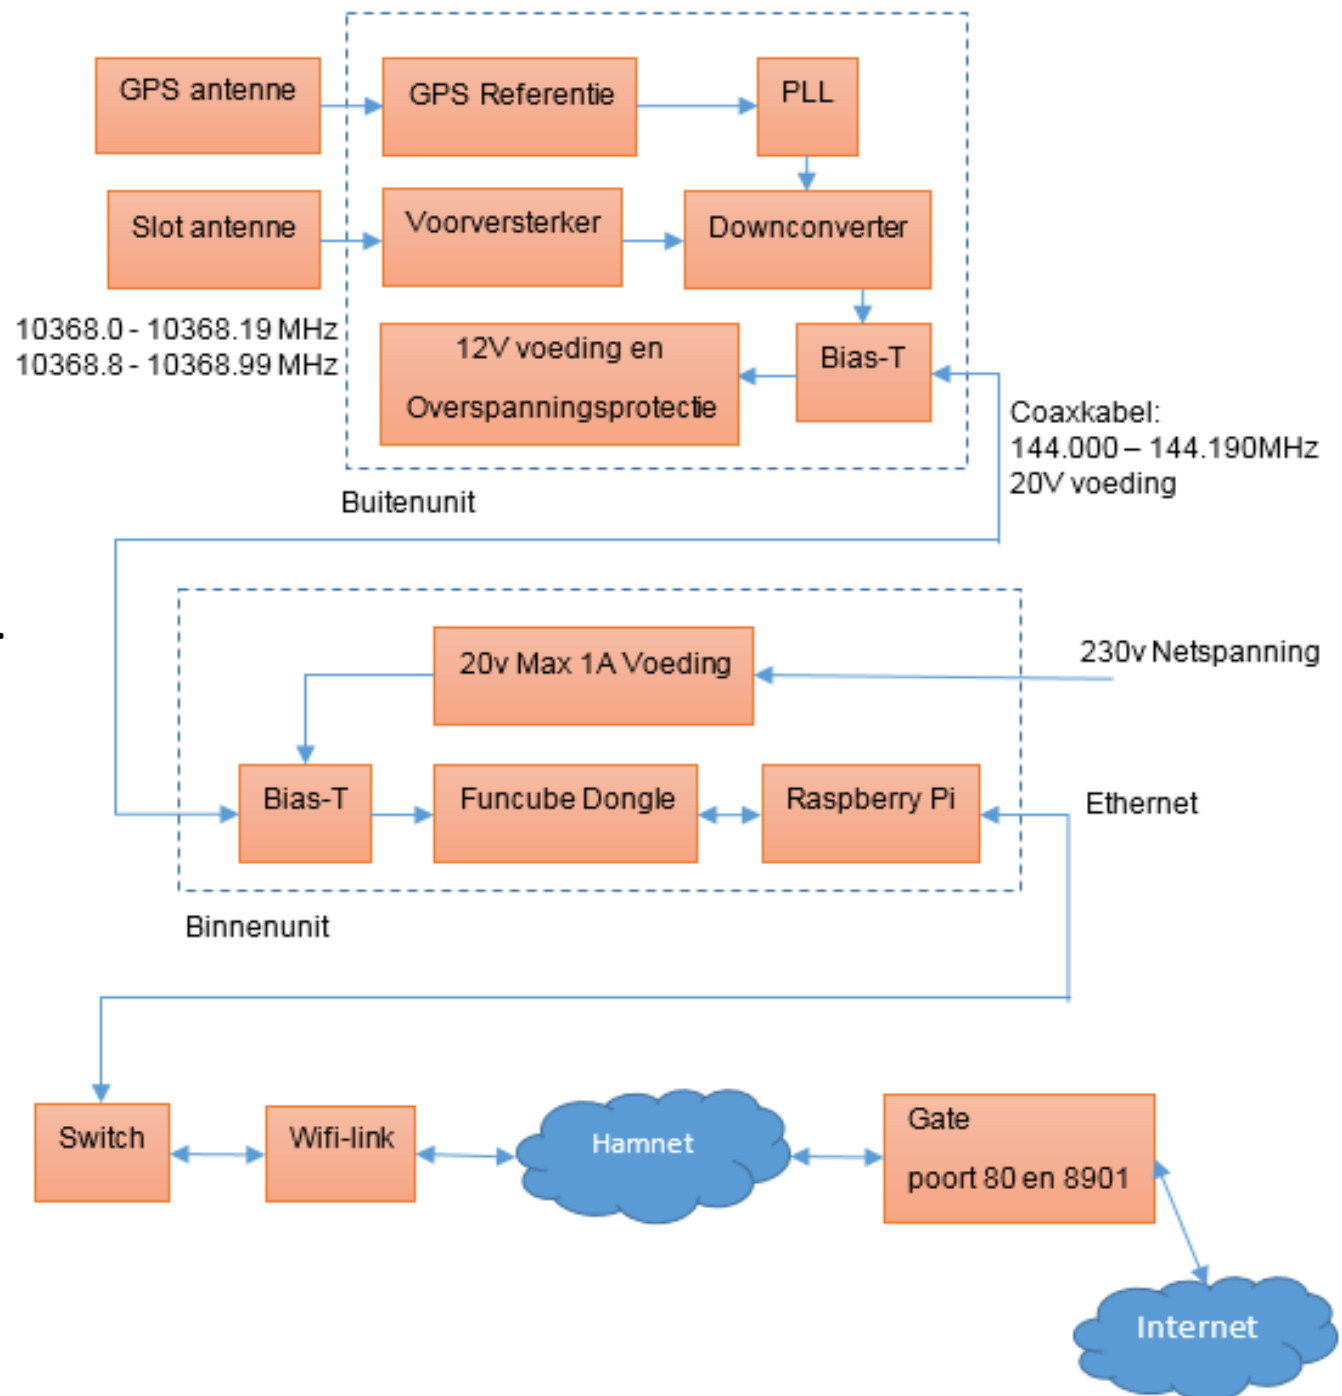 GPS antenne
GPS Referentie
PLL
Slot antenne
Voorversterker
Downconverter
10368.0 - 10368.19 MHz
10368.8 - 10368.99 MHz
12V voeding en
Overspanningsprotectie
Bias-T
Coaxkabel:
144.000 – 144.190MHz
20V voeding
Buitenunit
20v Max 1A Voeding
230v Netspanning
Bias-T
Funcube Dongle
Raspberry Pi
Ethernet
Binnenunit
Switch
Wifi-link
Hamnet
Gate
poort 80 en 8901
Internet